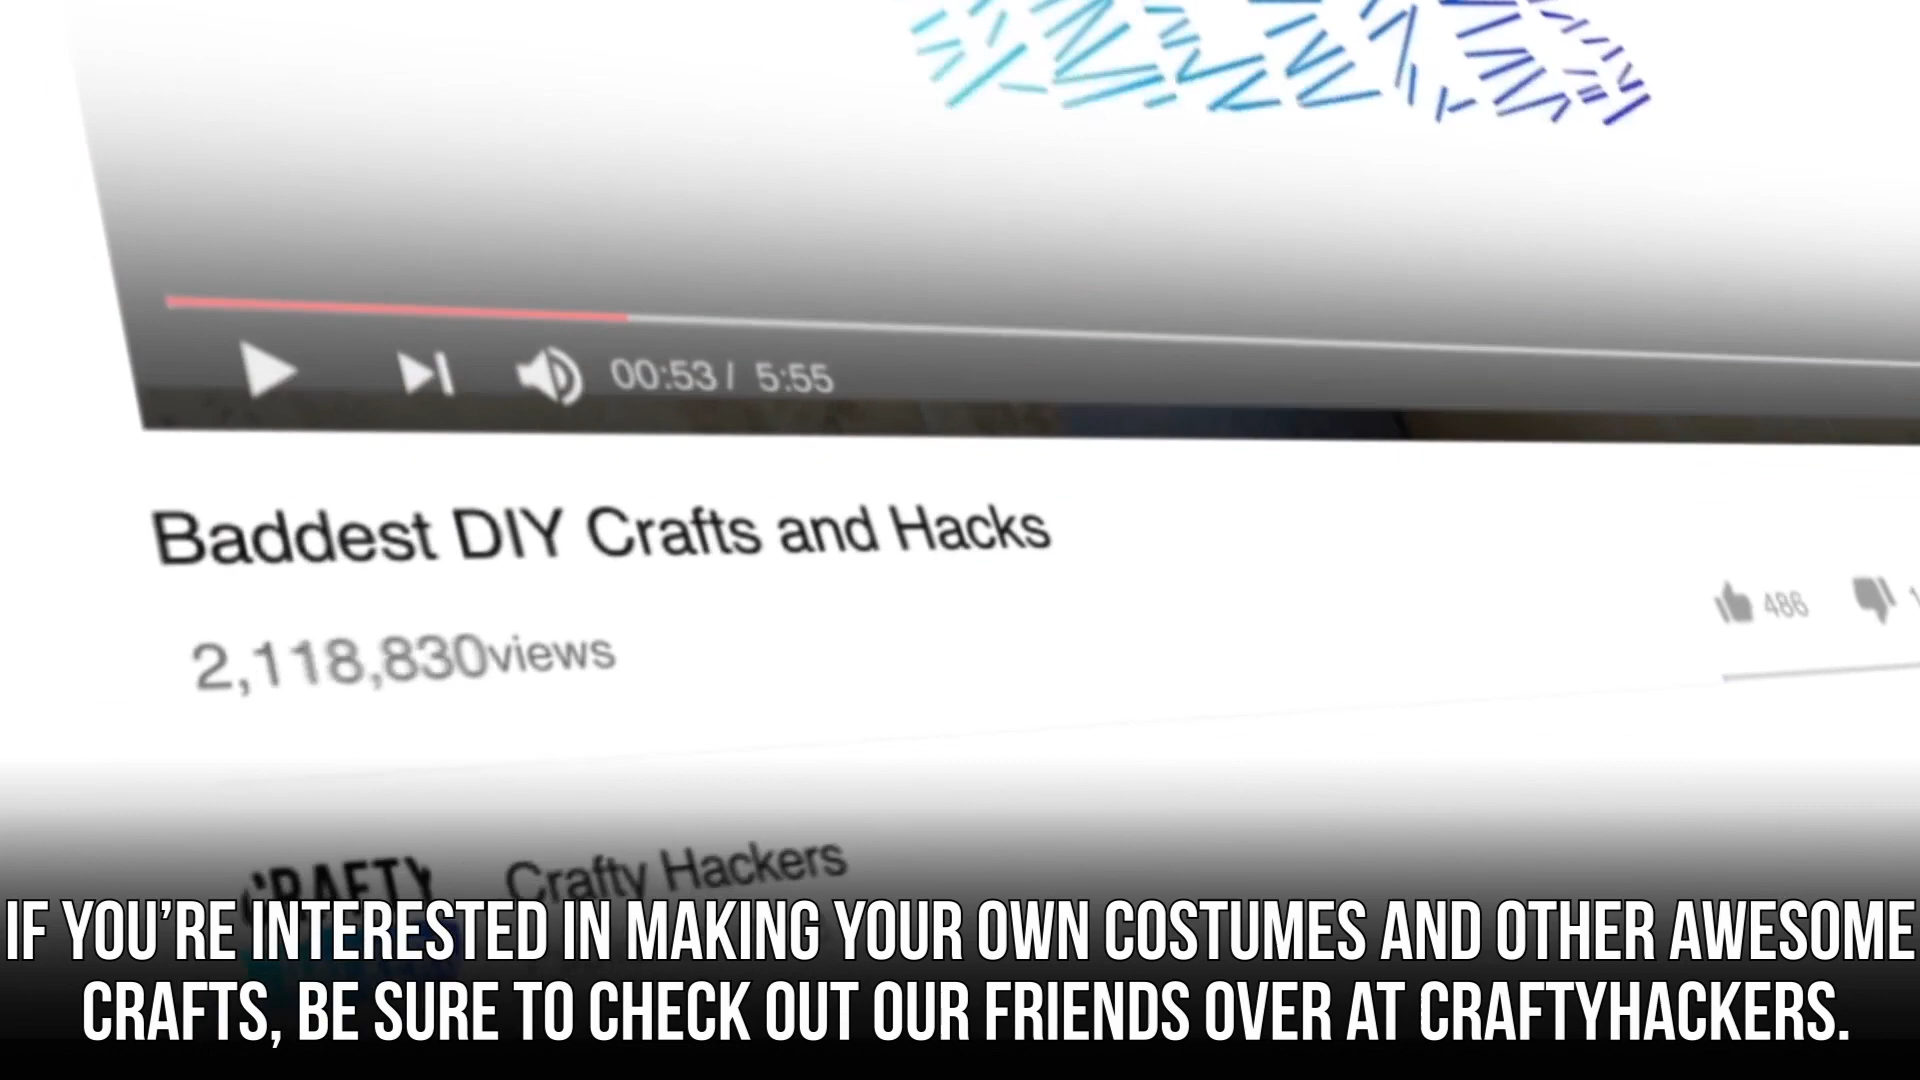 00:53 / 5:55
Baddest DIY Crafts and Hacks
486
2,118,830views
CRAFTY
Crafty Hackers
IF YOU’RE INTERESTED IN MAKING YOUR OWN COSTUMES AND OTHER AWESOME
CRAFTS, BE SURE TO CHECK OUT OUR FRIENDS OVER AT CRAFTYHACKERS.